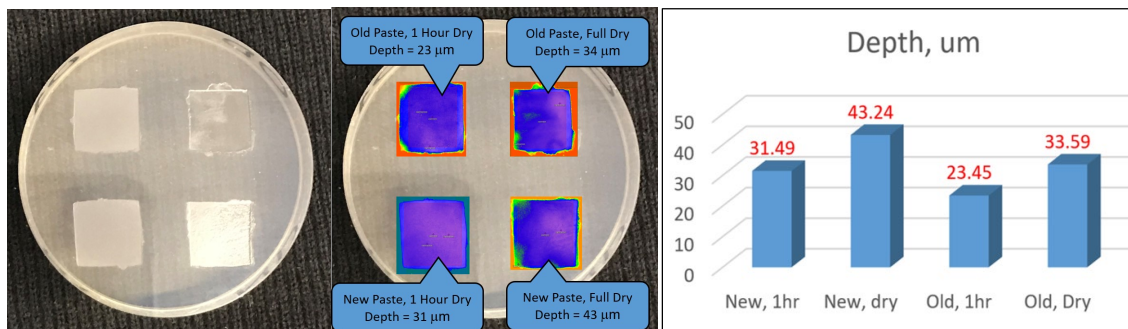 Old Paste, 1 Hour Dry
Depth = 23 µm
Old Paste, Full Dry
Depth = 34 µm
New Paste, 1 Hour Dry
Depth = 31 µm
New Paste, Full Dry
Depth = 43 µm
Depth, um
50
40
30
20
10
0
31.49
43.24
23.45
33.59
New, 1hr
New, dry
Old, 1hr
Old, Dry